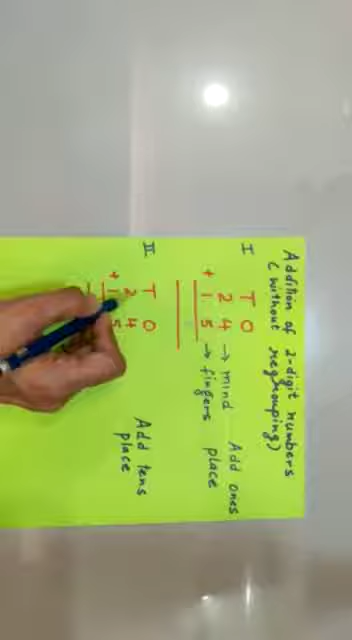 Addition of 2-digit numbers
(without regrouping)
I T O
2 4 → mind Add ones
+ 1 5 → fingers place
II T O
2 4 Add tens
+ 1 5 place